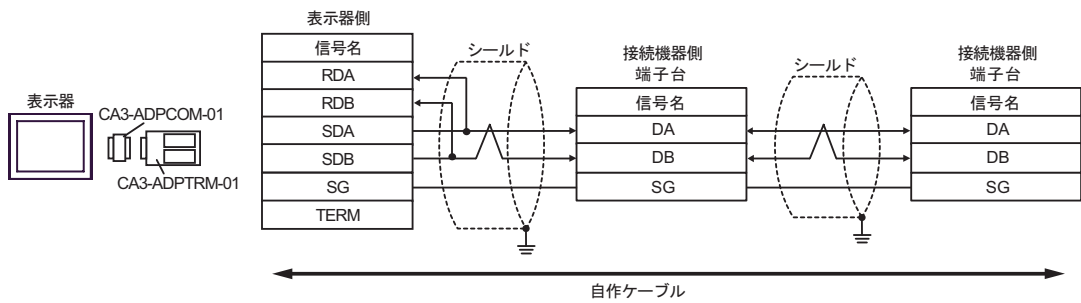 表示器
CA3-ADPCOM-01
CA3-ADPTRM-01
表示器側
信号名
RDA
RDB
SDA
SDB
SG
TERM
シールド
接続機器側
端子台
信号名
DA
DB
SG
シールド
接続機器側
端子台
信号名
DA
DB
SG
自作ケーブル